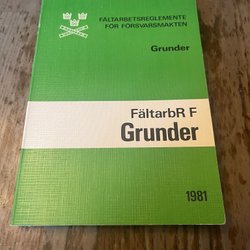 FÄLTARBETSREGLEMENTE
FÖR FÖRSVARSMAKTEN
Grunder
FältarbR F
Grunder
1981